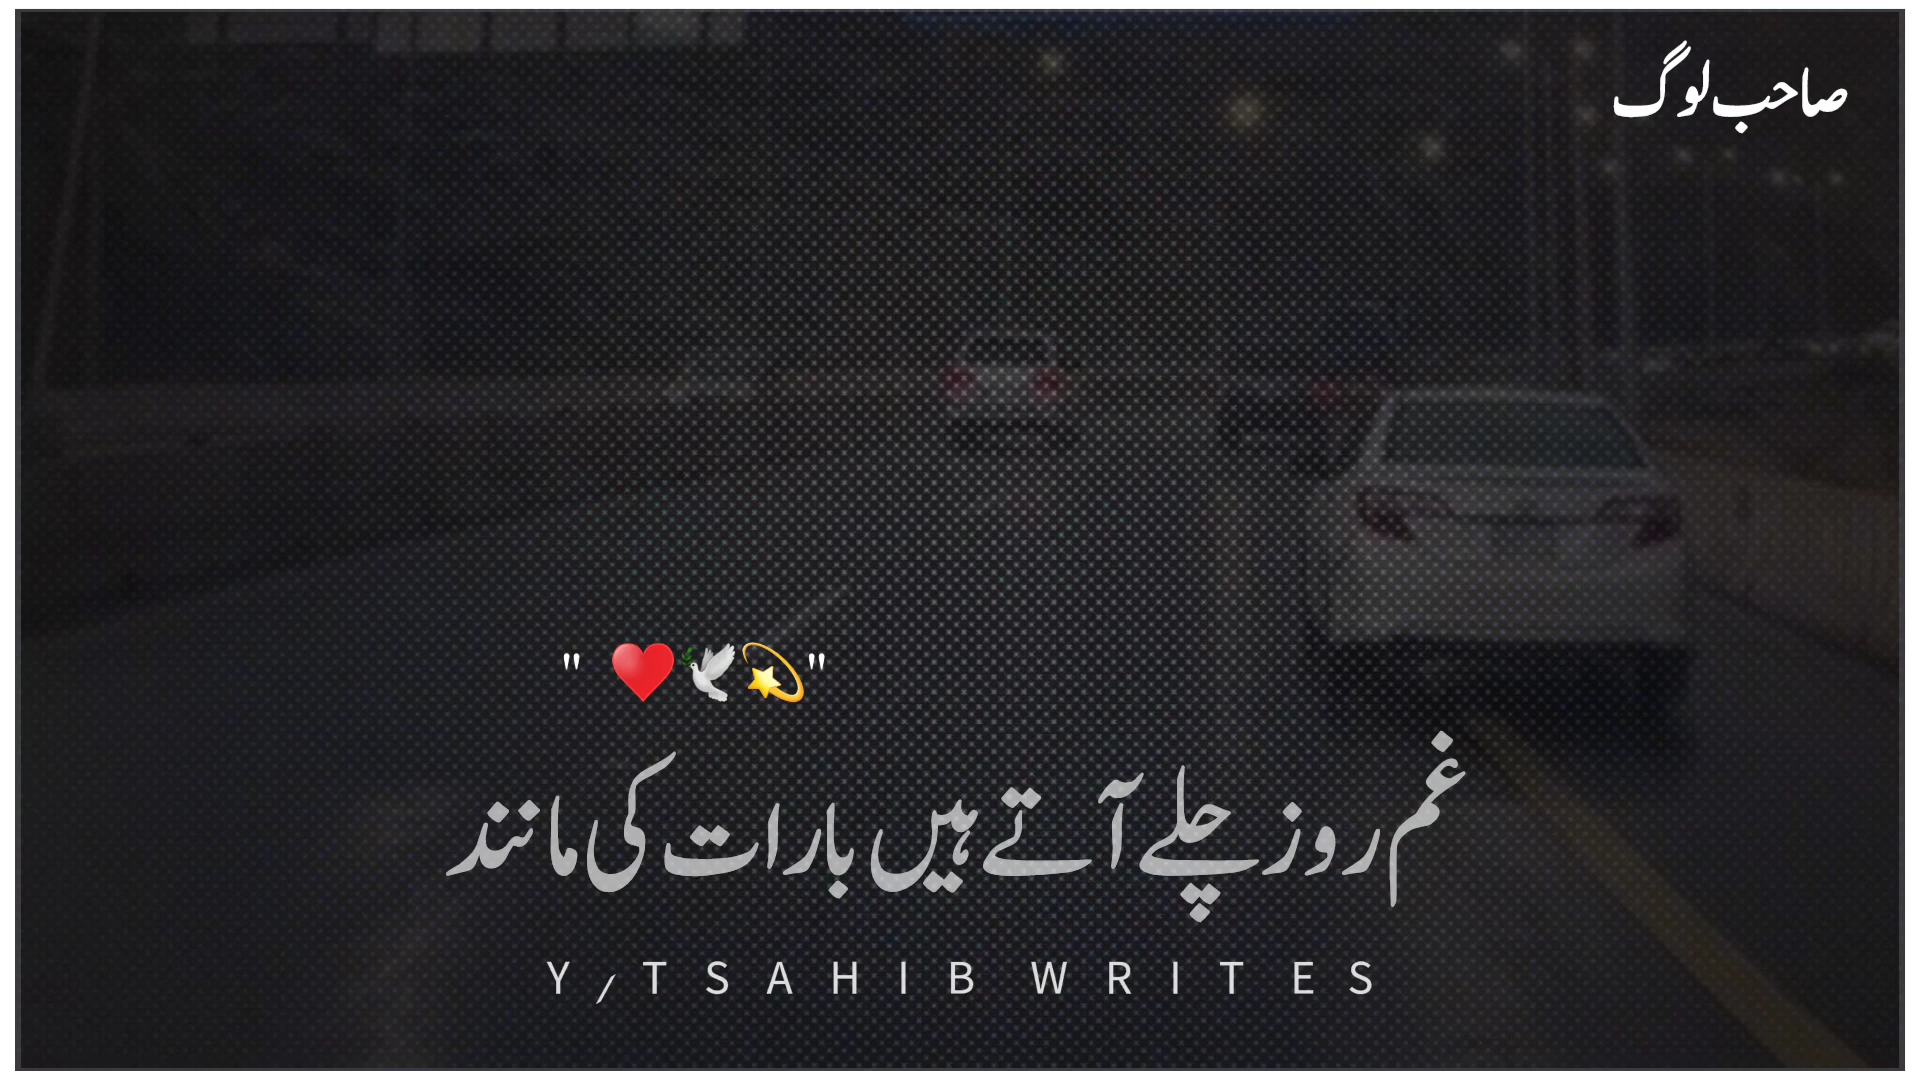 صاحب لوگ
" ❤️🕊️💫"
غم روز چلے آتے ہیں بارات کی مانند
Y/T SAHIB WRITES